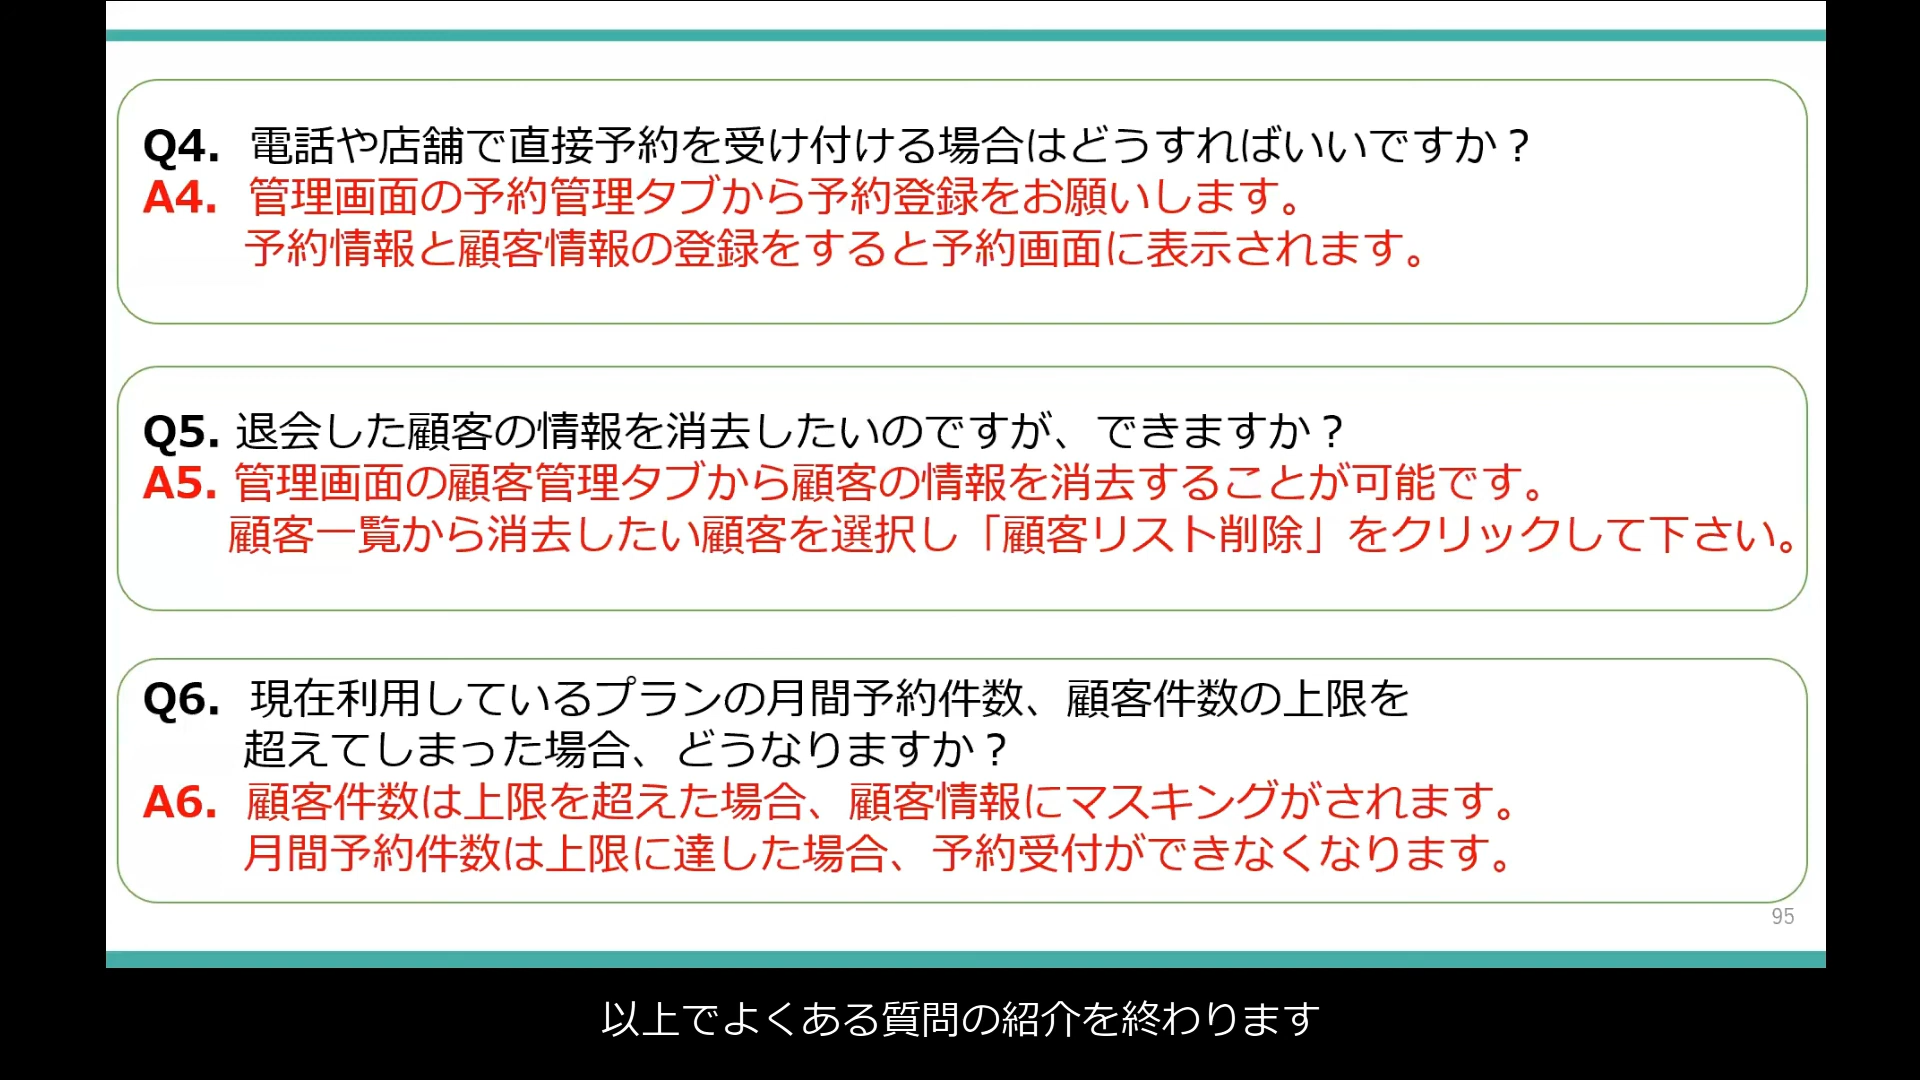 Q4. 電話や店舗で直接予約を受け付ける場合はどうすればいいですか？
A4. 管理画面の予約管理タブから予約登録をお願いします。
予約情報と顧客情報の登録をすると予約画面に表示されます。
Q5. 退会した顧客の情報を消去したいのですが、できますか？
A5. 管理画面の顧客管理タブから顧客の情報を消去することが可能です。
顧客一覧から消去したい顧客を選択し「顧客リスト削除」をクリックして下さい。
Q6. 現在利用しているプランの月間予約件数、顧客件数の上限を
超えてしまった場合、どうなりますか？
A6. 顧客件数は上限を超えた場合、顧客情報にマスキングがされます。
月間予約件数は上限に達した場合、予約受付ができなくなります。
95
以上でよくある質問の紹介を終わります